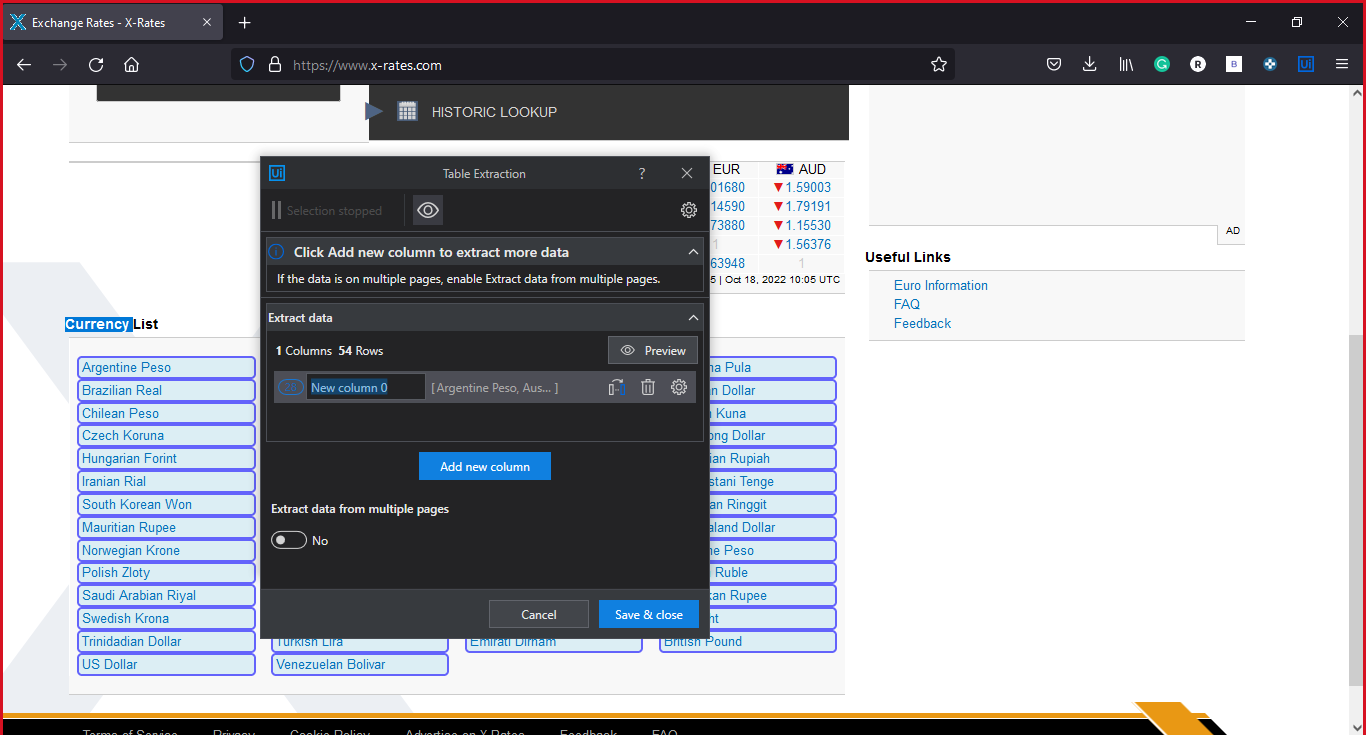 Exchange Rates - X-Rates
https://www.x-rates.com
HISTORIC LOOKUP
Ui
Table Extraction
?
Selection stopped
Click Add new column to extract more data
If the data is on multiple pages, enable Extract data from multiple pages.
Extract data
1 Columns 54 Rows
Preview
New column 0
[ Argentine Peso, Aus... ]
Add new column
Extract data from multiple pages
No
Cancel
Save & close
EUR AUD
01680 ▼1.59003
14590 ▼1.79191
73880 ▼1.15530
1 ▼1.56376
63948 1
5 | Oct 18, 2022 10:05 UTC
AD
Useful Links
Euro Information
FAQ
Feedback
Currency List
Argentine Peso
Brazilian Real
Chilean Peso
Czech Koruna
Hungarian Forint
Iranian Rial
South Korean Won
Mauritian Rupee
Norwegian Krone
Polish Zloty
Saudi Arabian Riyal
Swedish Krona
Trinidadian Dollar
US Dollar
Turkish Lira
Venezuelan Bolivar
Emirati Dirham
na Pula
n Dollar
Kuna
ong Dollar
ian Rupiah
stani Tenge
an Ringgit
aland Dollar
ne Peso
Ruble
kan Rupee
British Pound
Terms of Service Privacy Cookie Policy Advertise on X-Rates Feedback FAQ